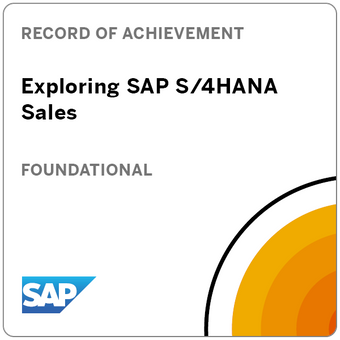 RECORD OF ACHIEVEMENT
Exploring SAP S/4HANA
Sales
FOUNDATIONAL
SAP